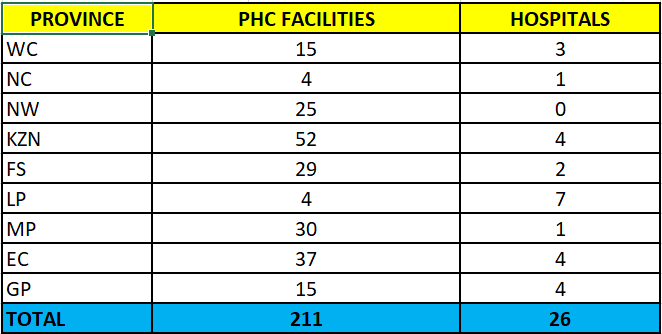 PROVINCE PHC FACILITIES HOSPITALS
WC 15 3
NC 4 1
NW 25 0
KZN 52 4
FS 29 2
LP 4 7
MP 30 1
EC 37 4
GP 15 4
TOTAL 211 26